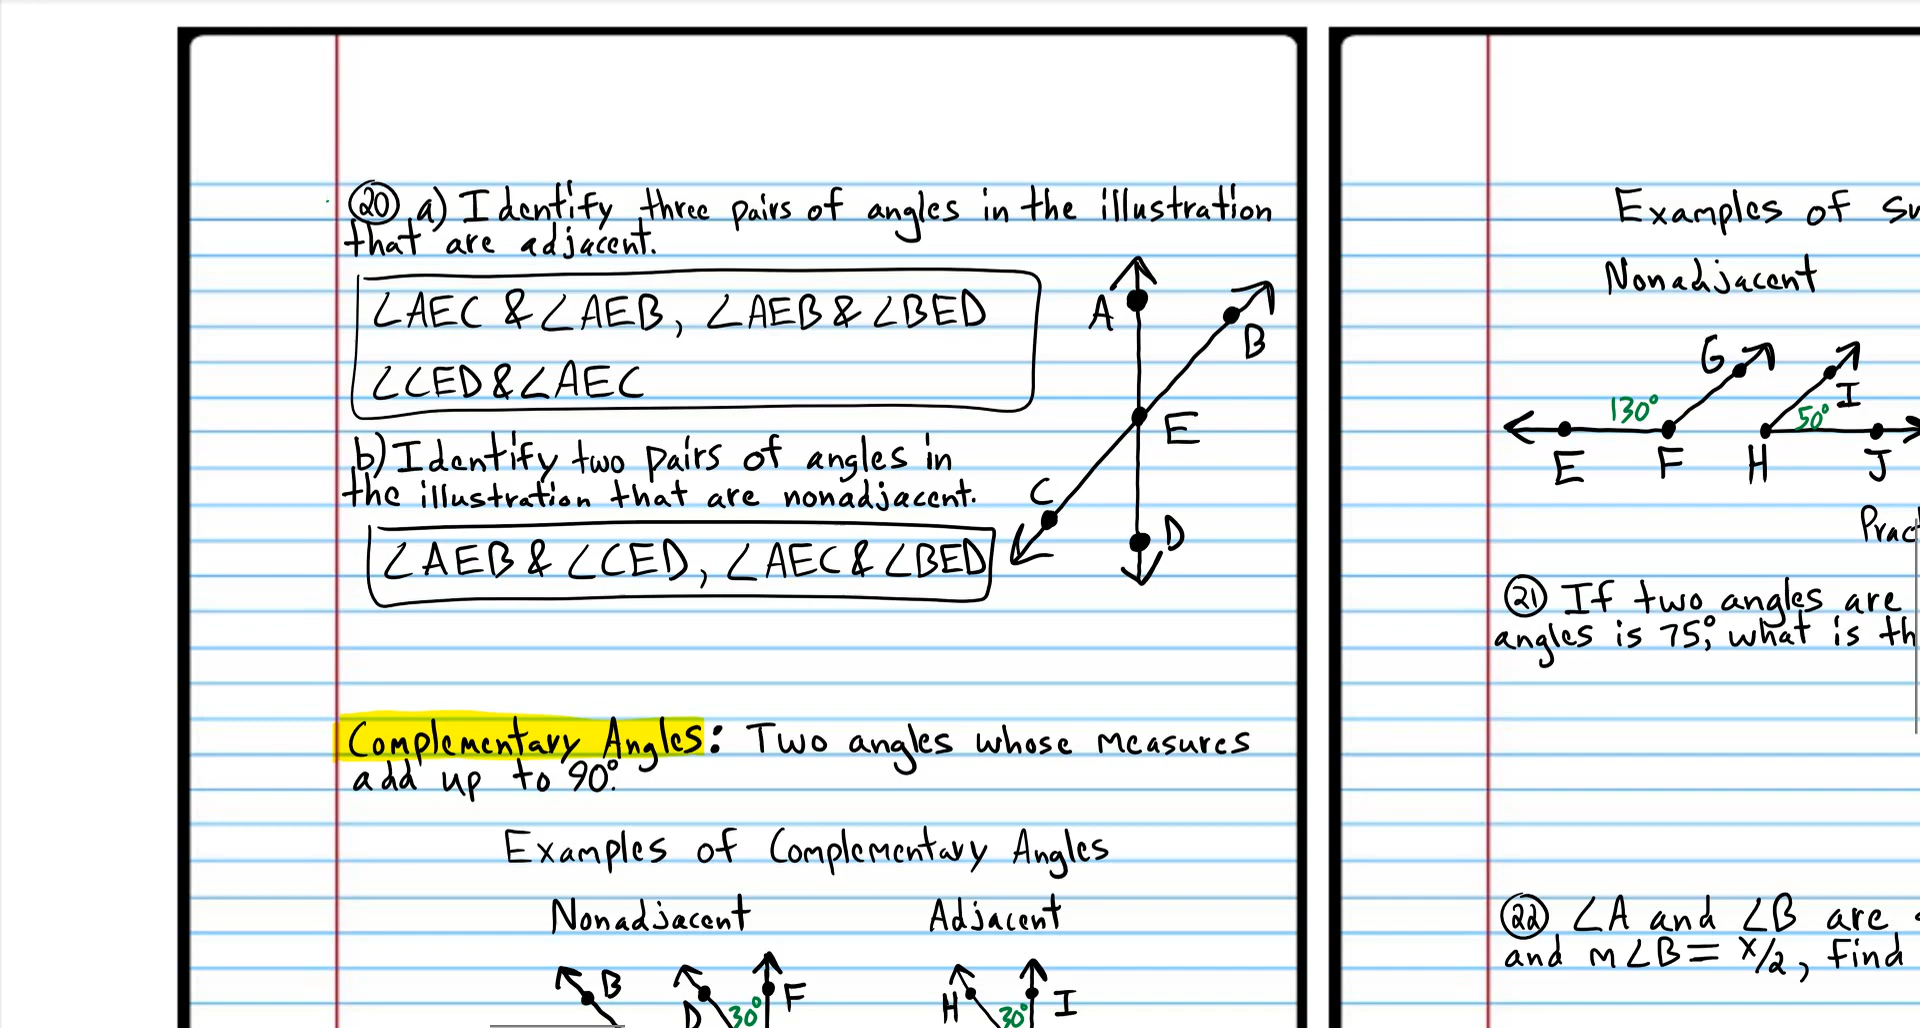 20 a) Identify three pairs of angles in the illustration
that are adjacent.
∠AEC & ∠AEB, ∠AEB & ∠BED
∠CED & ∠AEC
A
B
E
C
D
b) Identify two pairs of angles in
the illustration that are nonadjacent.
∠AEB & ∠CED, ∠AEC & ∠BED
Complementary Angles: Two angles whose measures
add up to 90°.
Examples of Complementary Angles
Nonadjacent Adjacent
B D 30° F H 30° I
Examples of
Nonadjacent
G I
130° 50°
E F H J
21 If two angles are
angles is 75°, what is
22 ∠A and ∠B are
and m∠B = x/2, find